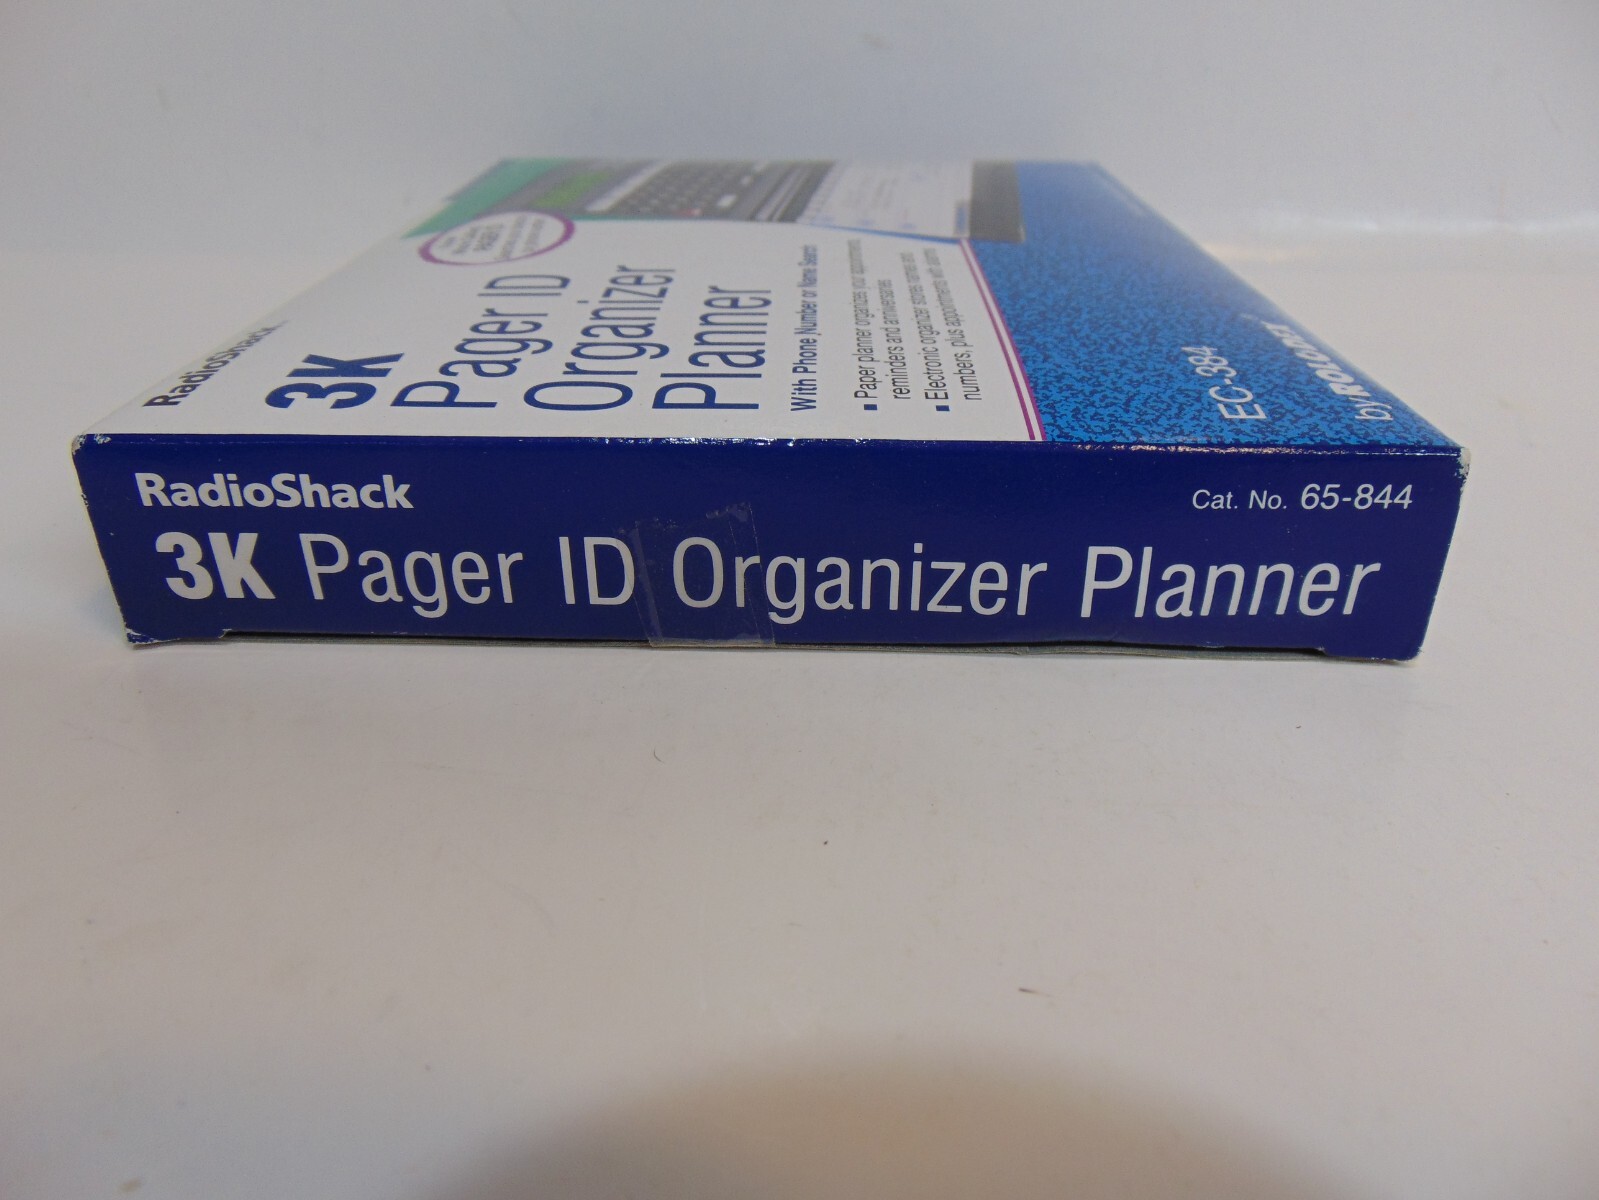 RadioShack
3K
Pager ID
Organizer
Planner
With Phone Number or Name Search
■ Paper planner organizes your appointments
reminders and anniversaries
■ Electronic organizer stores names and
numbers, plus appointments with alarms
EC-384
by ROLODEX
RadioShack
Cat. No. 65-844
3K Pager ID Organizer Planner